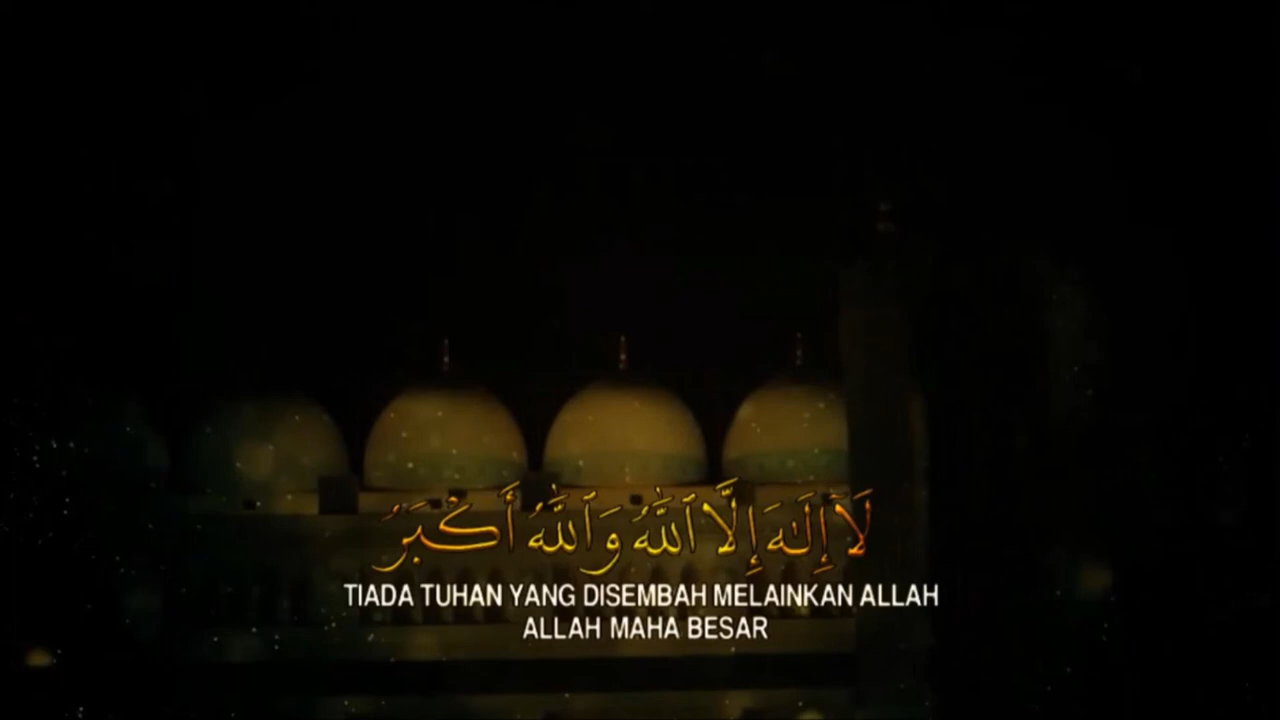 لَآ إِلَٰهَ إِلَّا ٱللَّهُ وَٱللَّهُ أَكْبَرُ
TIADA TUHAN YANG DISEMBAH MELAINKAN ALLAH
ALLAH MAHA BESAR